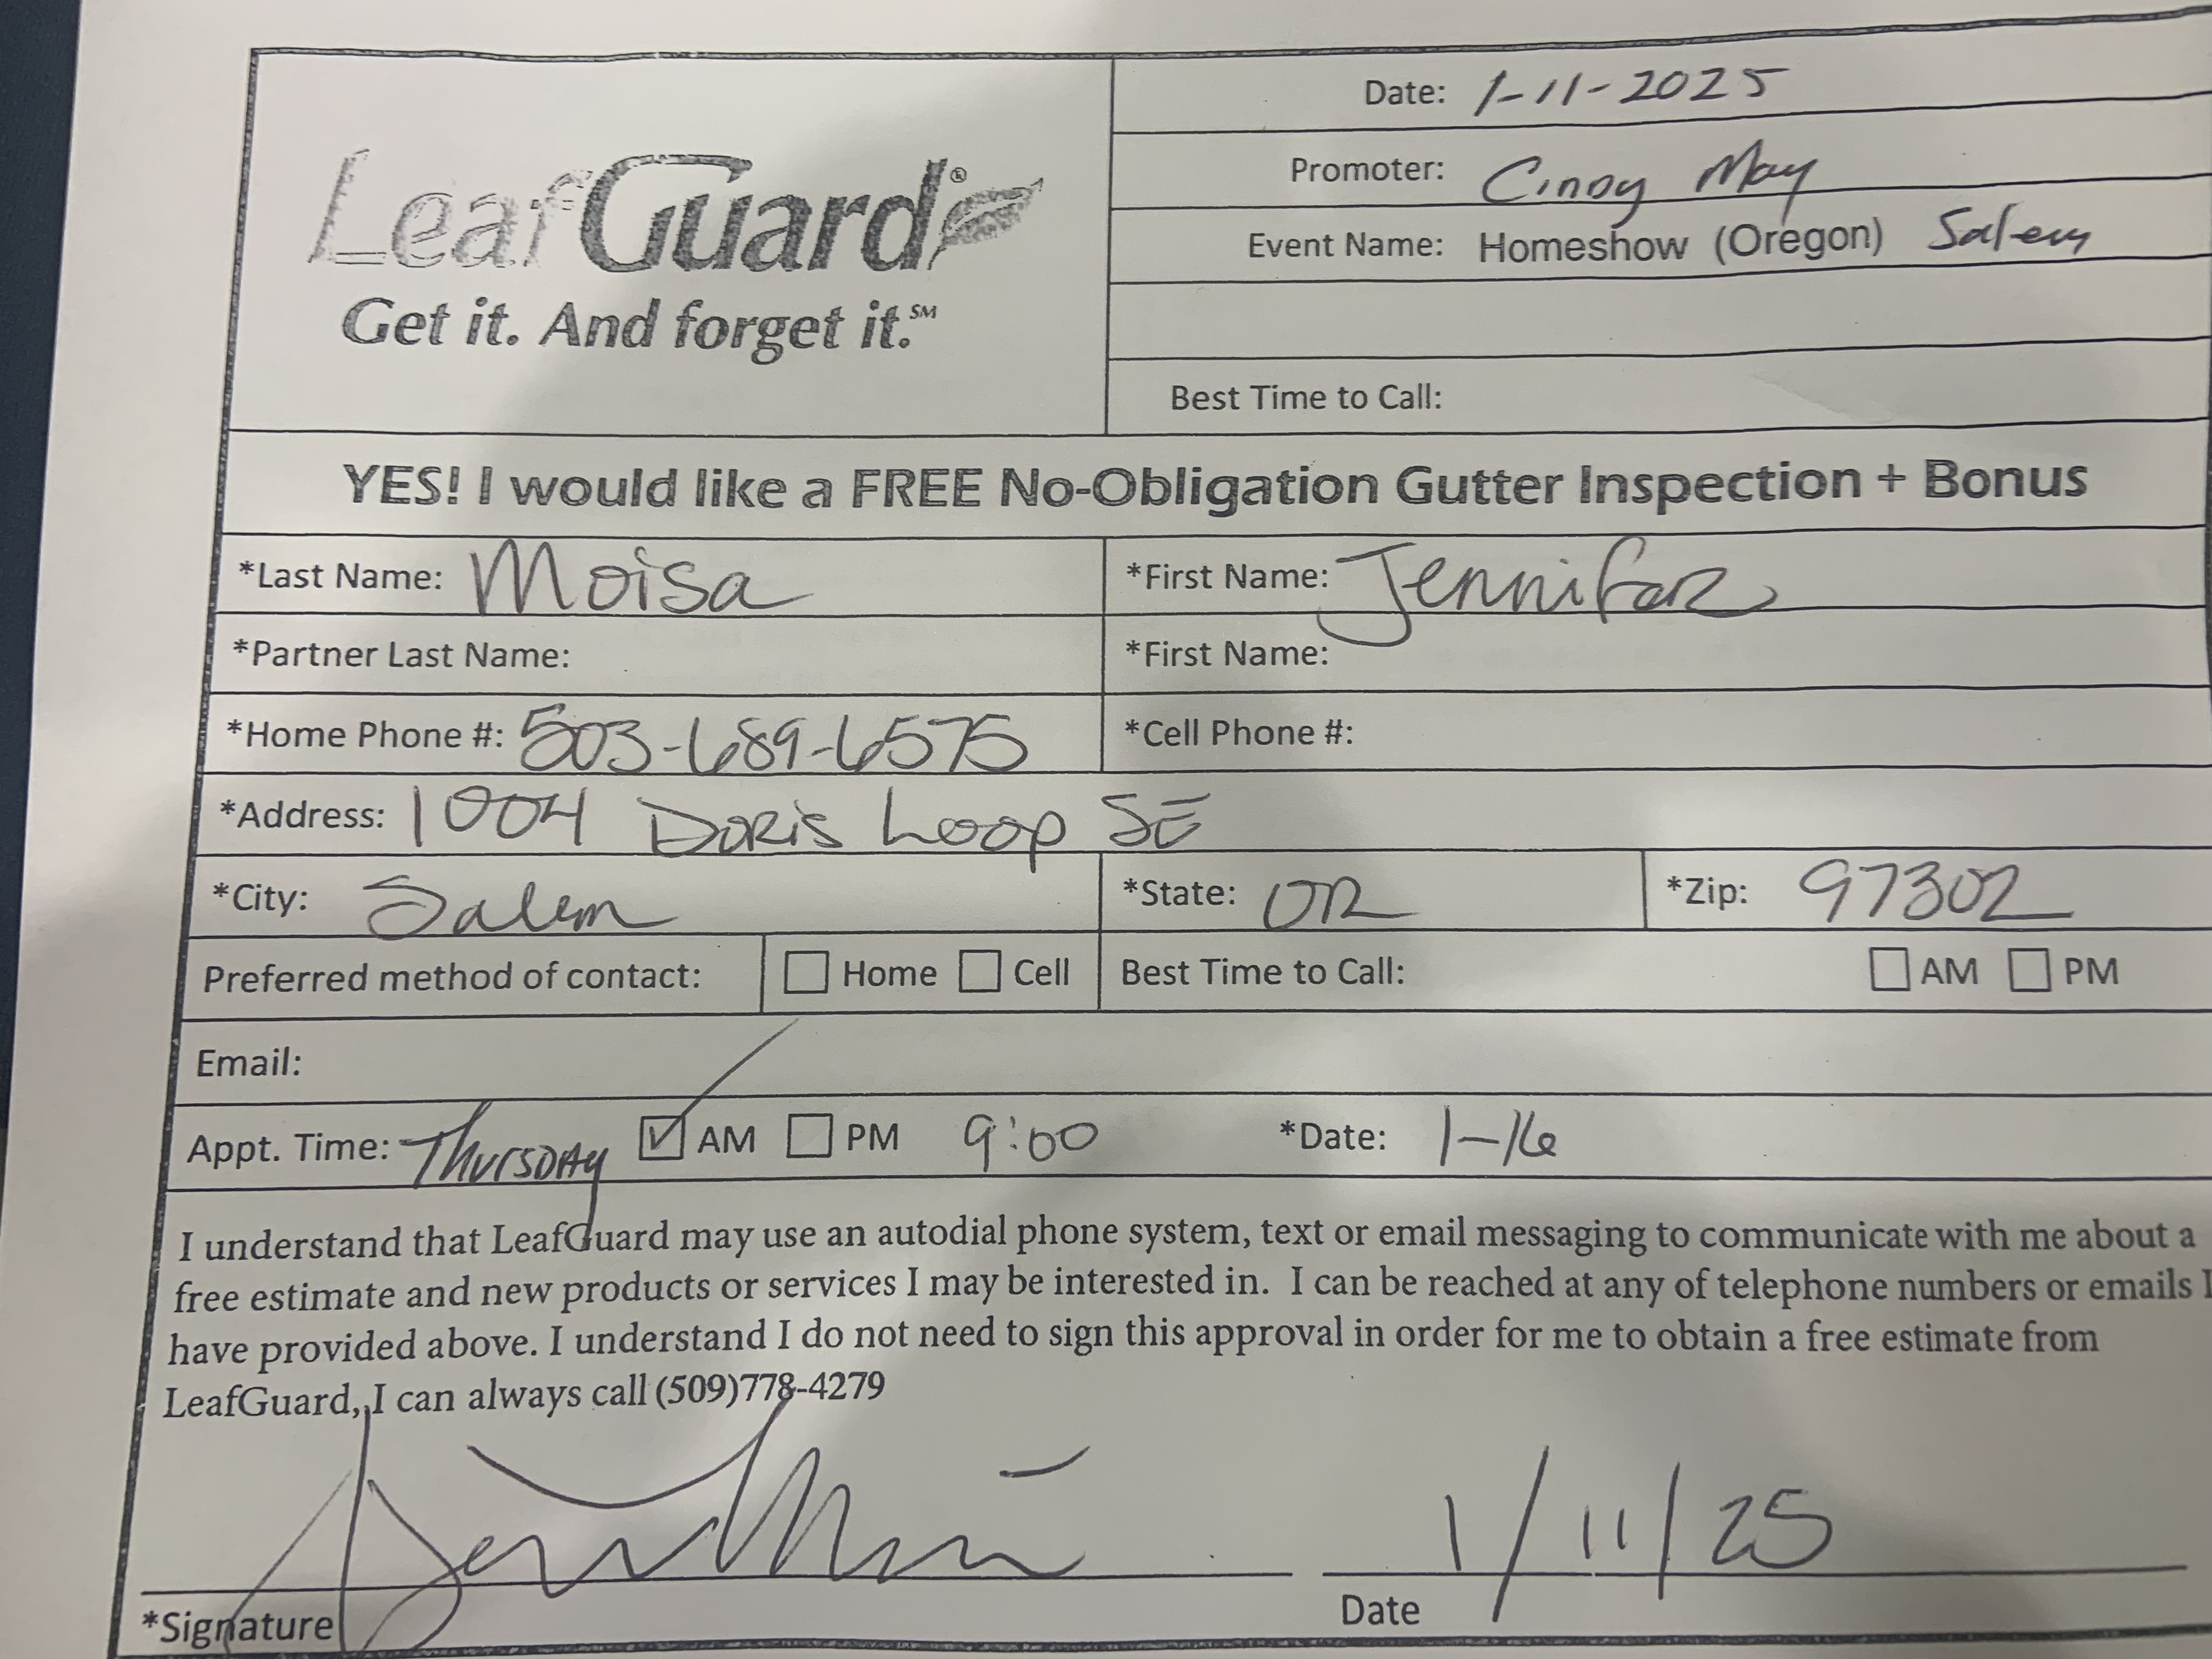 LeafGuard®
Get it. And forget it.℠
Date: 1-11-2025
Promoter: Cindy May
Event Name: Homeshow (Oregon) Salem
Best Time to Call:
YES! I would like a FREE No-Obligation Gutter Inspection + Bonus
*Last Name: Moisa *First Name: Jennifer
*Partner Last Name: *First Name:
*Home Phone #: 503-689-6575 *Cell Phone #:
*Address: 1004 Doris Loop SE
*City: Salem *State: OR *Zip: 97302
Preferred method of contact: ☐ Home ☐ Cell Best Time to Call: ☐ AM ☐ PM
Email:
Appt. Time: Thursday ☑ AM ☐ PM 9:00 *Date: 1-16
I understand that LeafGuard may use an autodial phone system, text or email messaging to communicate with me about a
free estimate and new products or services I may be interested in. I can be reached at any of telephone numbers or emails I
have provided above. I understand I do not need to sign this approval in order for me to obtain a free estimate from
LeafGuard,,I can always call (509)778-4279
1/11/25
*Signature Date